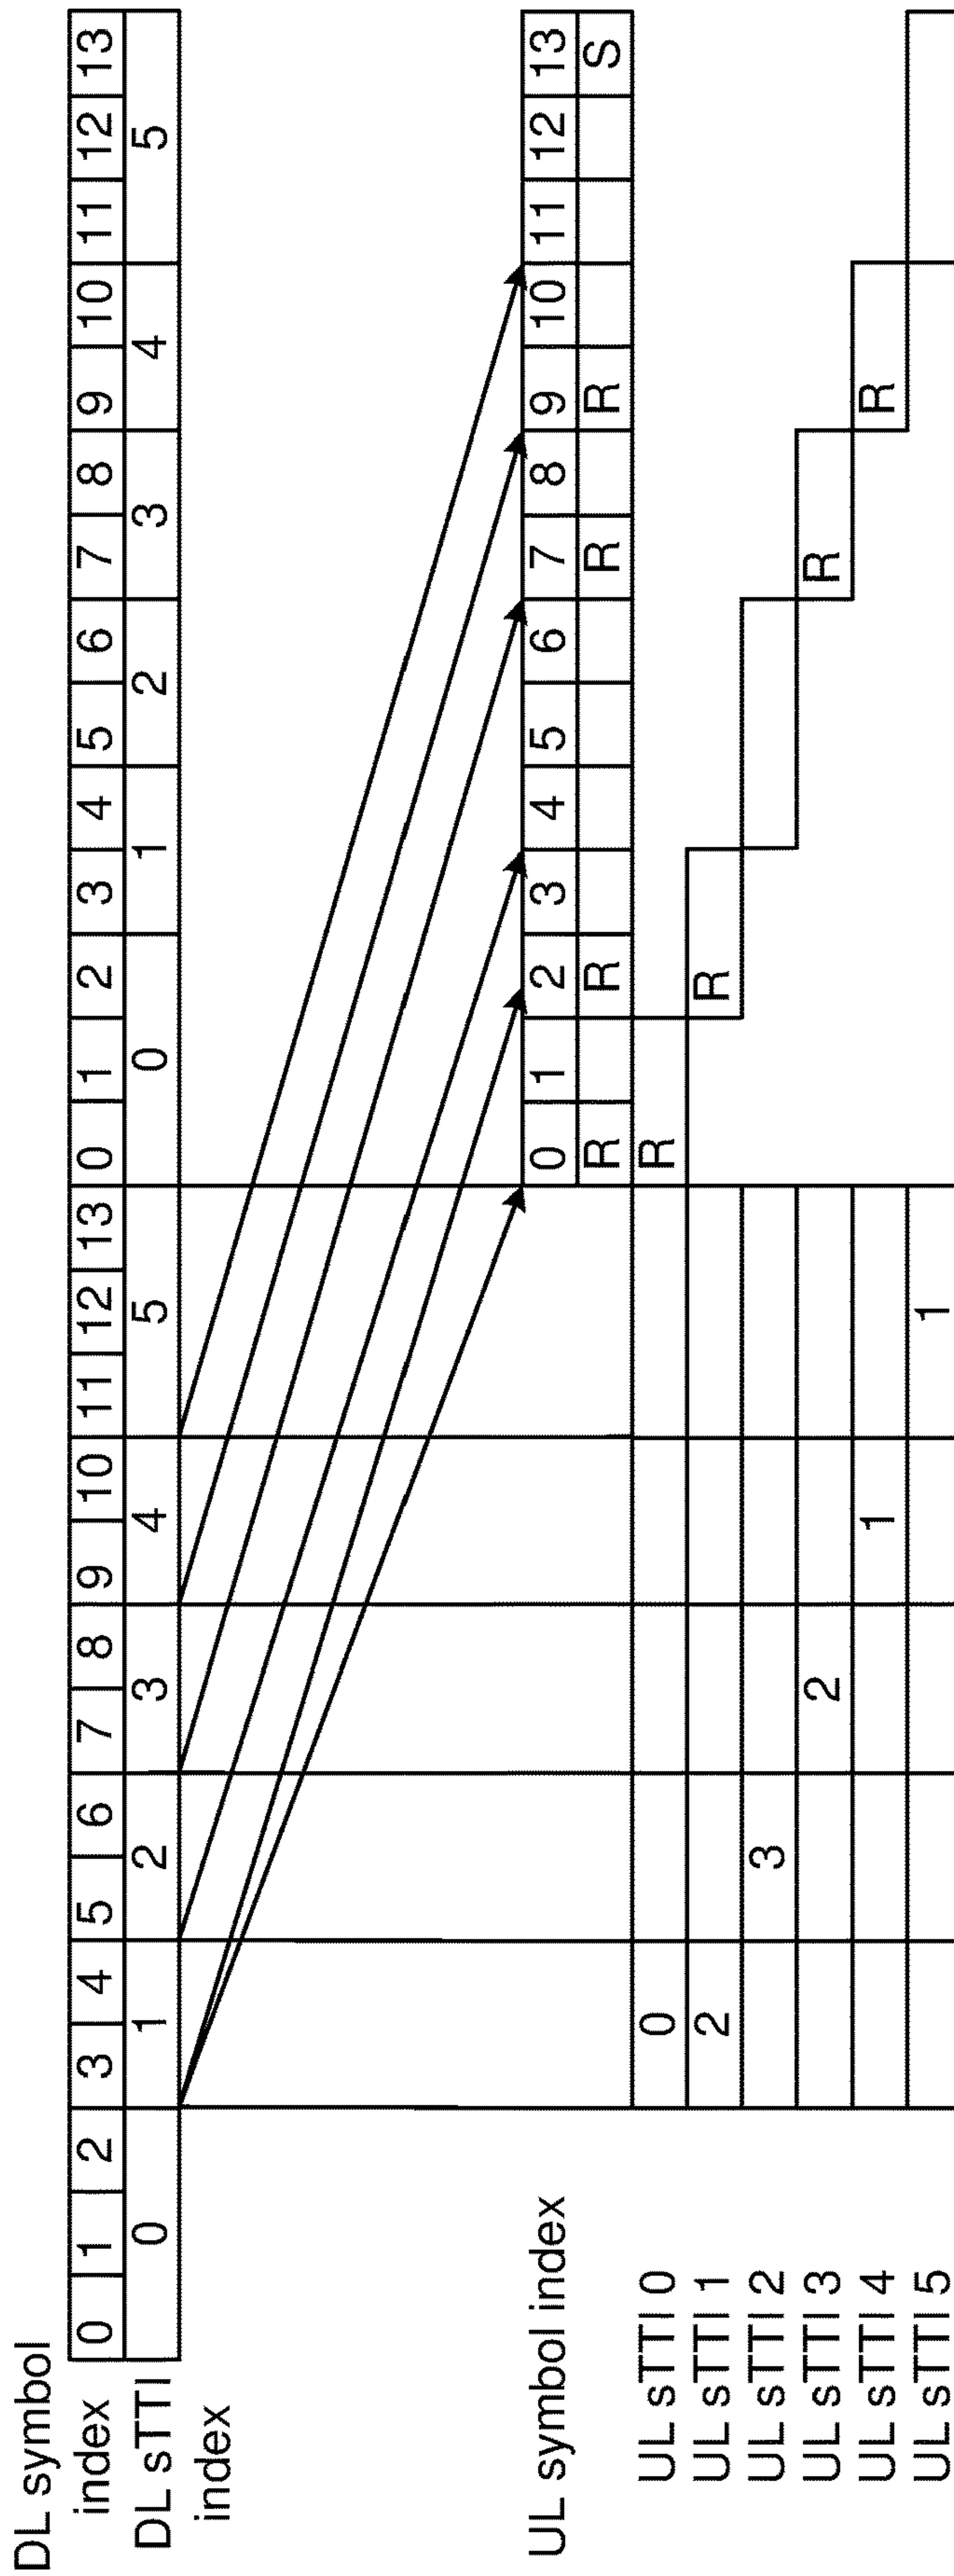 DL symbol index 0 1 2 3 4 5 6 7 8 9 10 11 12 13 0 1 2 3 4 5 6 7 8 9 10 11 12 13
DL sTTI index 0 1 2 3 4 5 0 1 2 3 4 5
UL symbol index 0 1 2 3 4 5 6 7 8 9 10 11 12 13
R R R R S
UL sTTI 0 0 R
UL sTTI 1 2 R
UL sTTI 2 3
UL sTTI 3 2 R
UL sTTI 4 1 R
UL sTTI 5 1